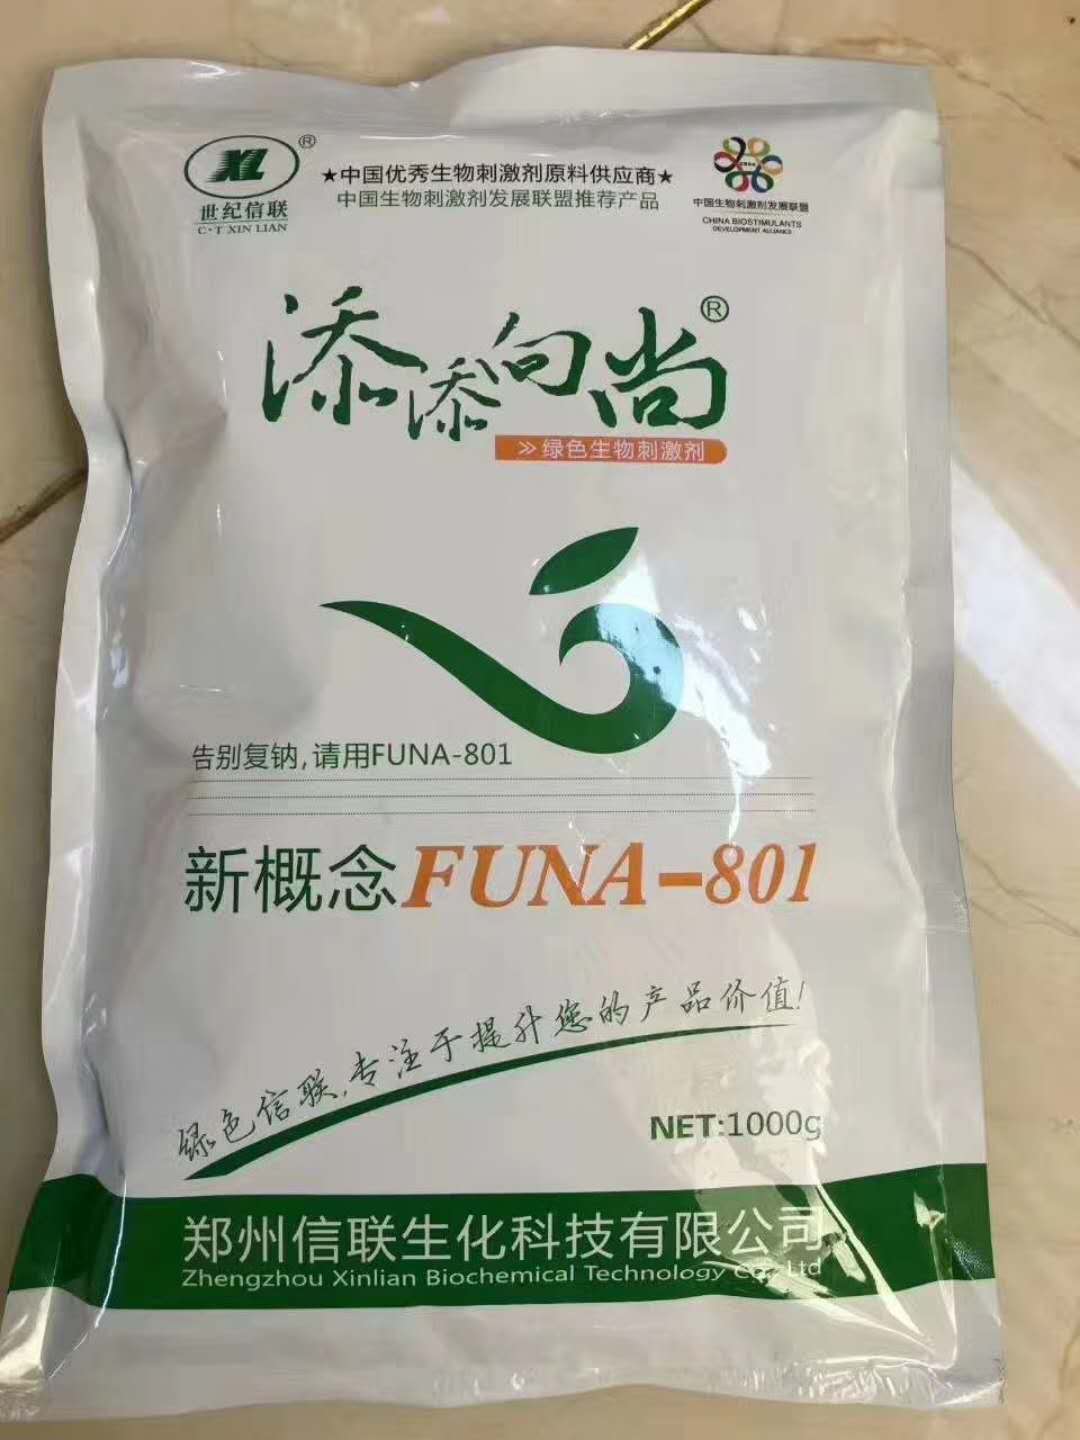 XL®
世纪信联
C·T XIN LIAN
★中国优秀生物刺激剂原料供应商★
中国生物刺激剂发展联盟推荐产品
中国生物刺激剂发展联盟
CHINA BIOSTIMULANTS
DEVELOPMENT ALLIANCE
添添向尚®
>>绿色生物刺激剂
告别复钠,请用FUNA-801
新概念FUNA-801
绿色信联,专注于提升您的产品价值!
NET:1000g
郑州信联生化科技有限公司
Zhengzhou Xinlian Biochemical Technology Co., Ltd